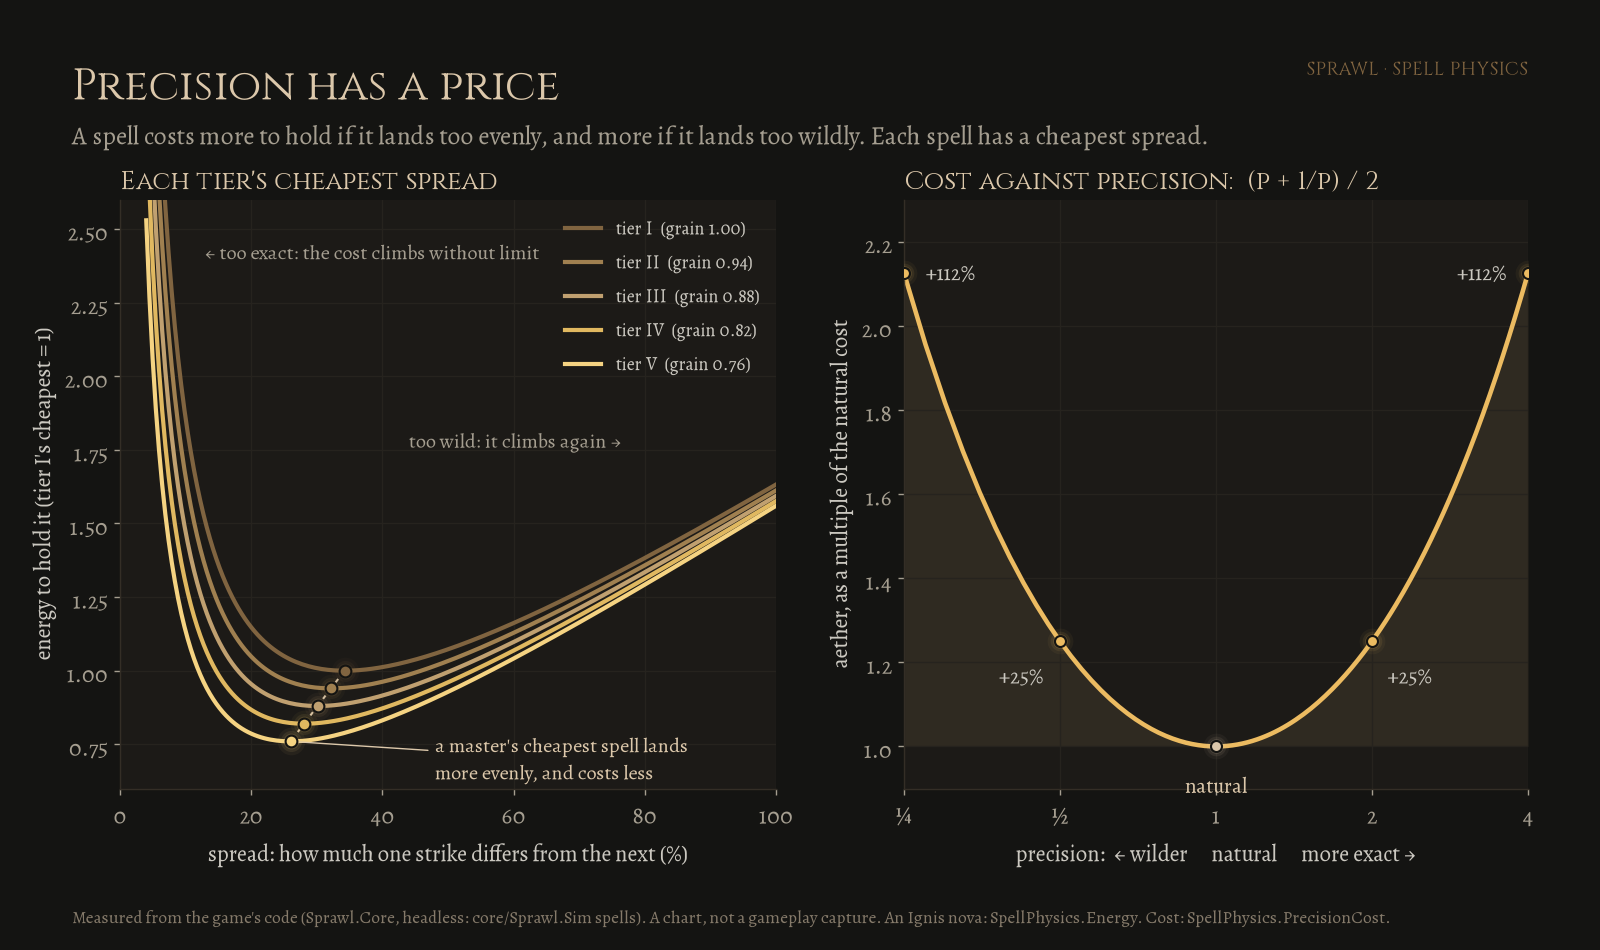 PRECISION HAS A PRICE
SPRAWL · SPELL PHYSICS
A spell costs more to hold if it lands too evenly, and more if it lands too wildly. Each spell has a cheapest spread.
EACH TIER'S CHEAPEST SPREAD
energy to hold it (tier I's cheapest = 1)
2.50
2.25
2.00
1.75
1.50
1.25
1.00
0.75
← too exact: the cost climbs without limit
tier I (grain 1.00)
tier II (grain 0.94)
tier III (grain 0.88)
tier IV (grain 0.82)
tier V (grain 0.76)
too wild: it climbs again →
a master's cheapest spell lands
more evenly, and costs less
0 20 40 60 80 100
spread: how much one strike differs from the next (%)
COST AGAINST PRECISION: (P + 1/P) / 2
aether, as a multiple of the natural cost
2.2
2.0
1.8
1.6
1.4
1.2
1.0
+112% +112%
+25% +25%
natural
¼ ½ 1 2 4
precision: ← wilder natural more exact →
Measured from the game's code (Sprawl.Core, headless: core/Sprawl.Sim spells). A chart, not a gameplay capture. An Ignis nova: SpellPhysics.Energy. Cost: SpellPhysics.PrecisionCost.